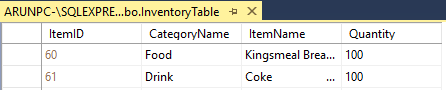 ARUNPC-\SQLEXPRE...bo.InventoryTable
ItemID CategoryName ItemName Quantity
60 Food Kingsmeal Brea... 100
61 Drink Coke ... 100